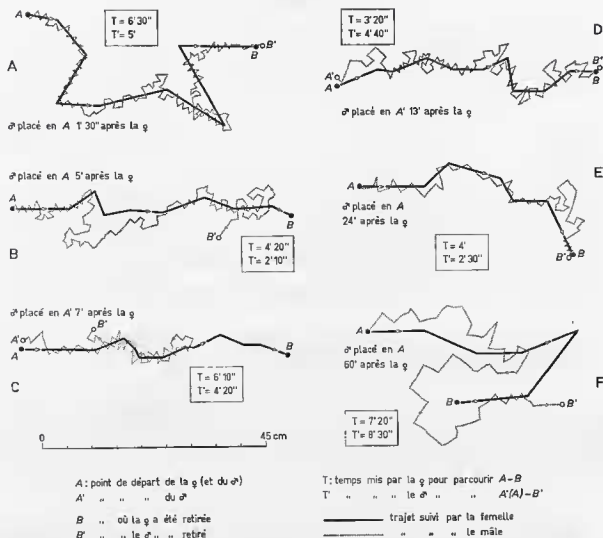 A
T = 6'30"
T' = 5'
B'
B
A
♂ placé en A 1'30" après la ♀
T = 3'20"
T' = 4'40"
D
A'
A
B'
B
♂ placé en A' 13' après la ♀
♂ placé en A 5' après la ♀
A
B
B'
B
T = 4'20"
T' = 2'10"
E
A
♂ placé en A
24' après la ♀
T = 4'
T' = 2'30"
B'
B
♂ placé en A' 7' après la ♀
A'
A
B'
B
C
T = 6'10"
T' = 4'20"
A
♂ placé en A
60' après la ♀
B
B'
F
T = 7'20"
T' = 8'30"
0
45 cm
A : point de départ de la ♀ (et du ♂)
A' " " " du ♂
B " où la ♀ a été retirée
B' " " le ♂ " " retiré
T : temps mis par la ♀ pour parcourir A-B
T' " " " le ♂ " " A'(A)-B'
trajet suivi par la femelle
" " " le mâle